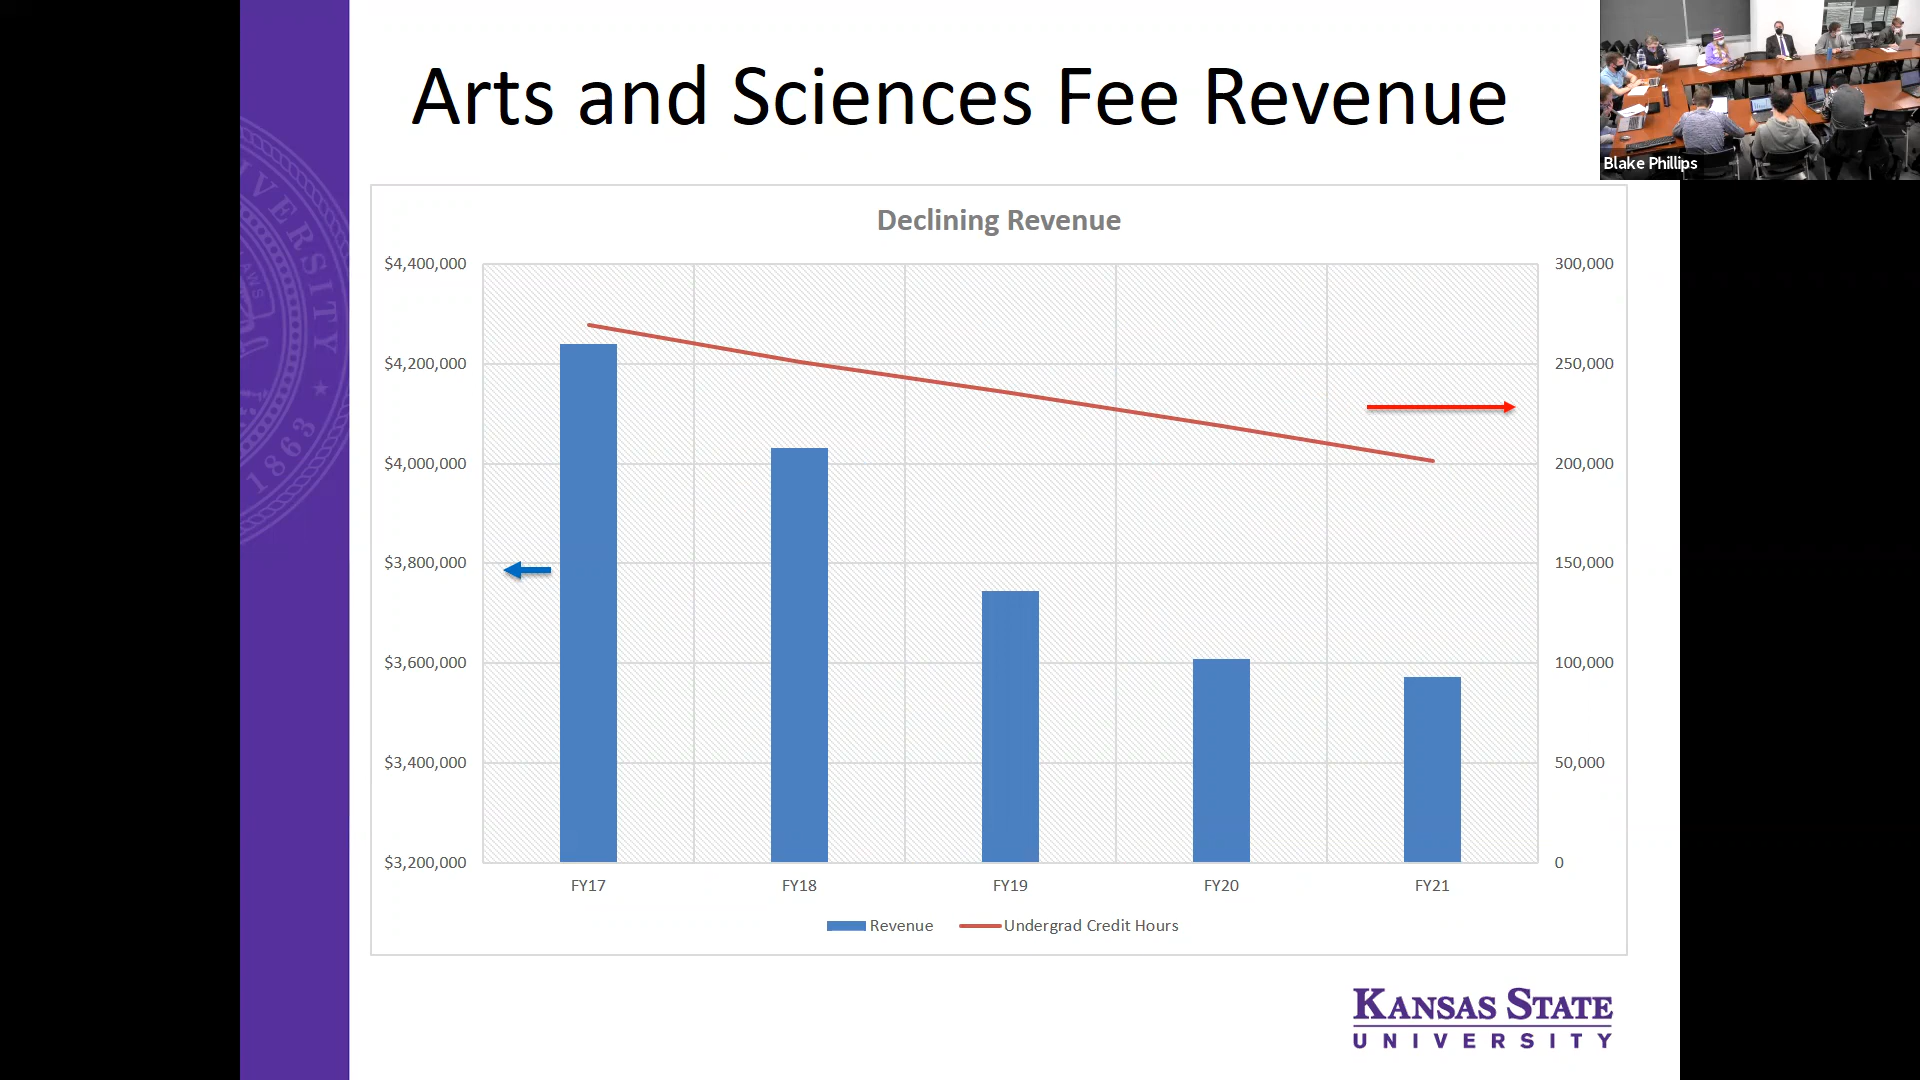 Arts and Sciences Fee Revenue
Blake Phillips
Declining Revenue
$4,400,000
$4,200,000
$4,000,000
$3,800,000
$3,600,000
$3,400,000
$3,200,000
300,000
250,000
200,000
150,000
100,000
50,000
0
FY17 FY18 FY19 FY20 FY21
Revenue Undergrad Credit Hours
KANSAS STATE
UNIVERSITY
1863